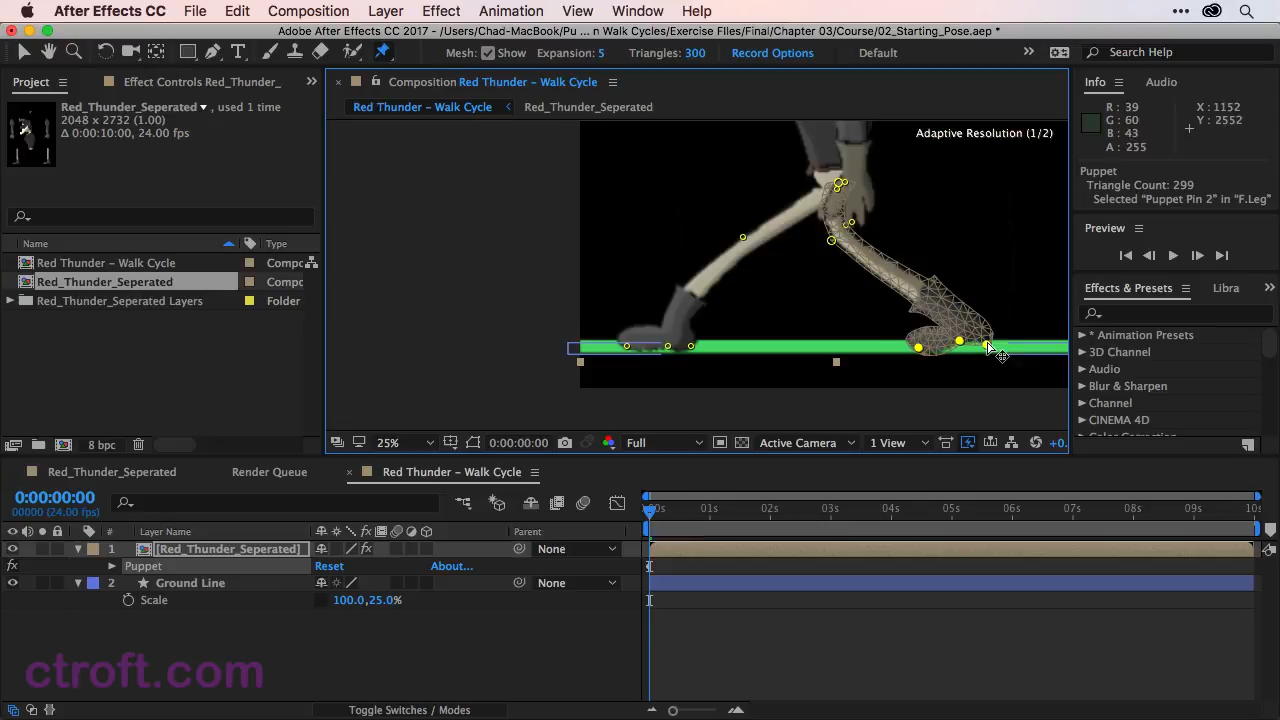 After Effects CC File Edit Composition Layer Effect Animation View Window Help
Adobe After Effects CC 2017 - /Users/Chad-MacBook/Pu ... n Walk Cycles/Exercise FIles/Final/Chapter 03/Course/02_Starting_Pose.aep *
Mesh: Show Expansion: 5 Triangles: 300 Record Options Default Search Help
Project Effect Controls Red_Thunder_ Composition Red Thunder – Walk Cycle Info Audio
Red_Thunder_Seperated , used 1 time
2048 x 2732 (1.00)
Δ 0:00:10:00, 24.00 fps
Red Thunder – Walk Cycle Red_Thunder_Seperated
Adaptive Resolution (1/2)
R : 39
G : 60
B : 43
A : 255
X : 1152
Y : 2552
Puppet
Triangle Count: 299
Selected “Puppet Pin 2” in “F.Leg”
Preview
Name Type
Red Thunder – Walk Cycle Compo
Red_Thunder_Seperated Compo
Red_Thunder_Seperated Layers Folder
Effects & Presets Libra
* Animation Presets
3D Channel
Audio
Blur & Sharpen
Channel
CINEMA 4D
Color Correction
8 bpc
25% 0:00:00:00 Full Active Camera 1 View +0.
Red_Thunder_Seperated Render Queue Red Thunder – Walk Cycle
0:00:00:00
00000 (24.00 fps)
# Layer Name Parent
:00s 01s 02s 03s 04s 05s 06s 07s 08s 09s 10s
1 [Red_Thunder_Seperated] None
Puppet Reset About...
2 Ground Line None
Scale 100.0,25.0%
ctroft.com
Toggle Switches / Modes